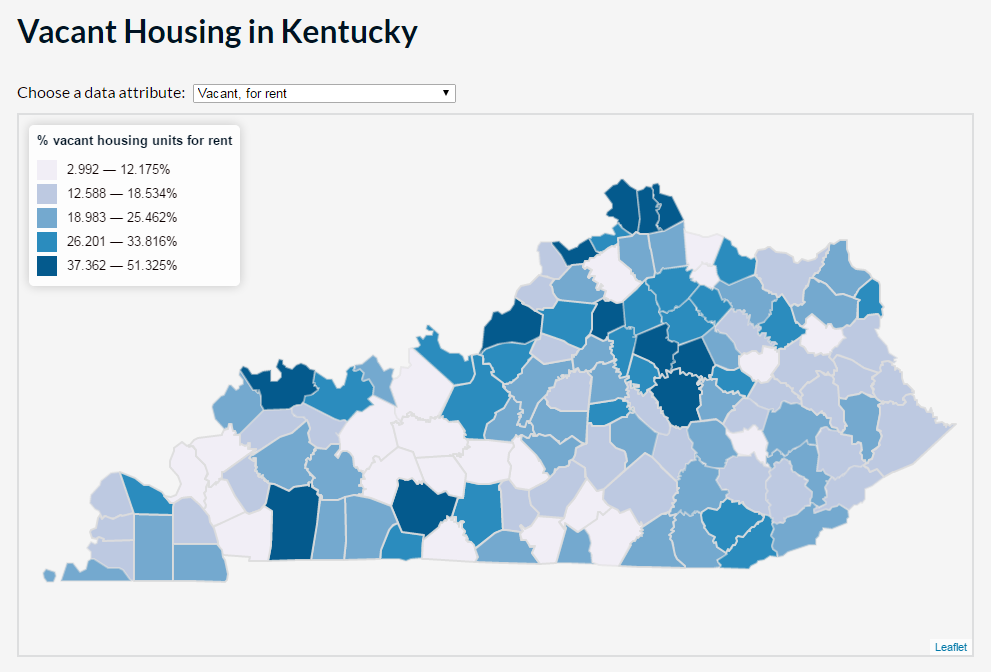 Vacant Housing in Kentucky
Choose a data attribute: Vacant, for rent
% vacant housing units for rent
2.992 — 12.175%
12.588 — 18.534%
18.983 — 25.462%
26.201 — 33.816%
37.362 — 51.325%
Leaflet